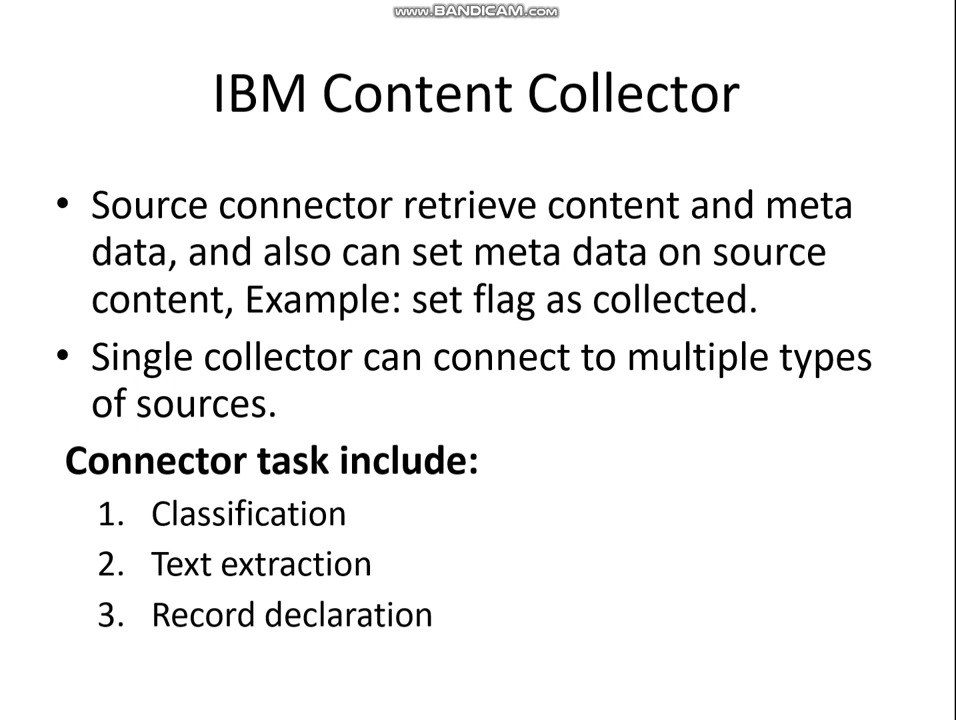 www.BANDICAM.com
IBM Content Collector
• Source connector retrieve content and meta
data, and also can set meta data on source
content, Example: set flag as collected.
• Single collector can connect to multiple types
of sources.
Connector task include:
1. Classification
2. Text extraction
3. Record declaration